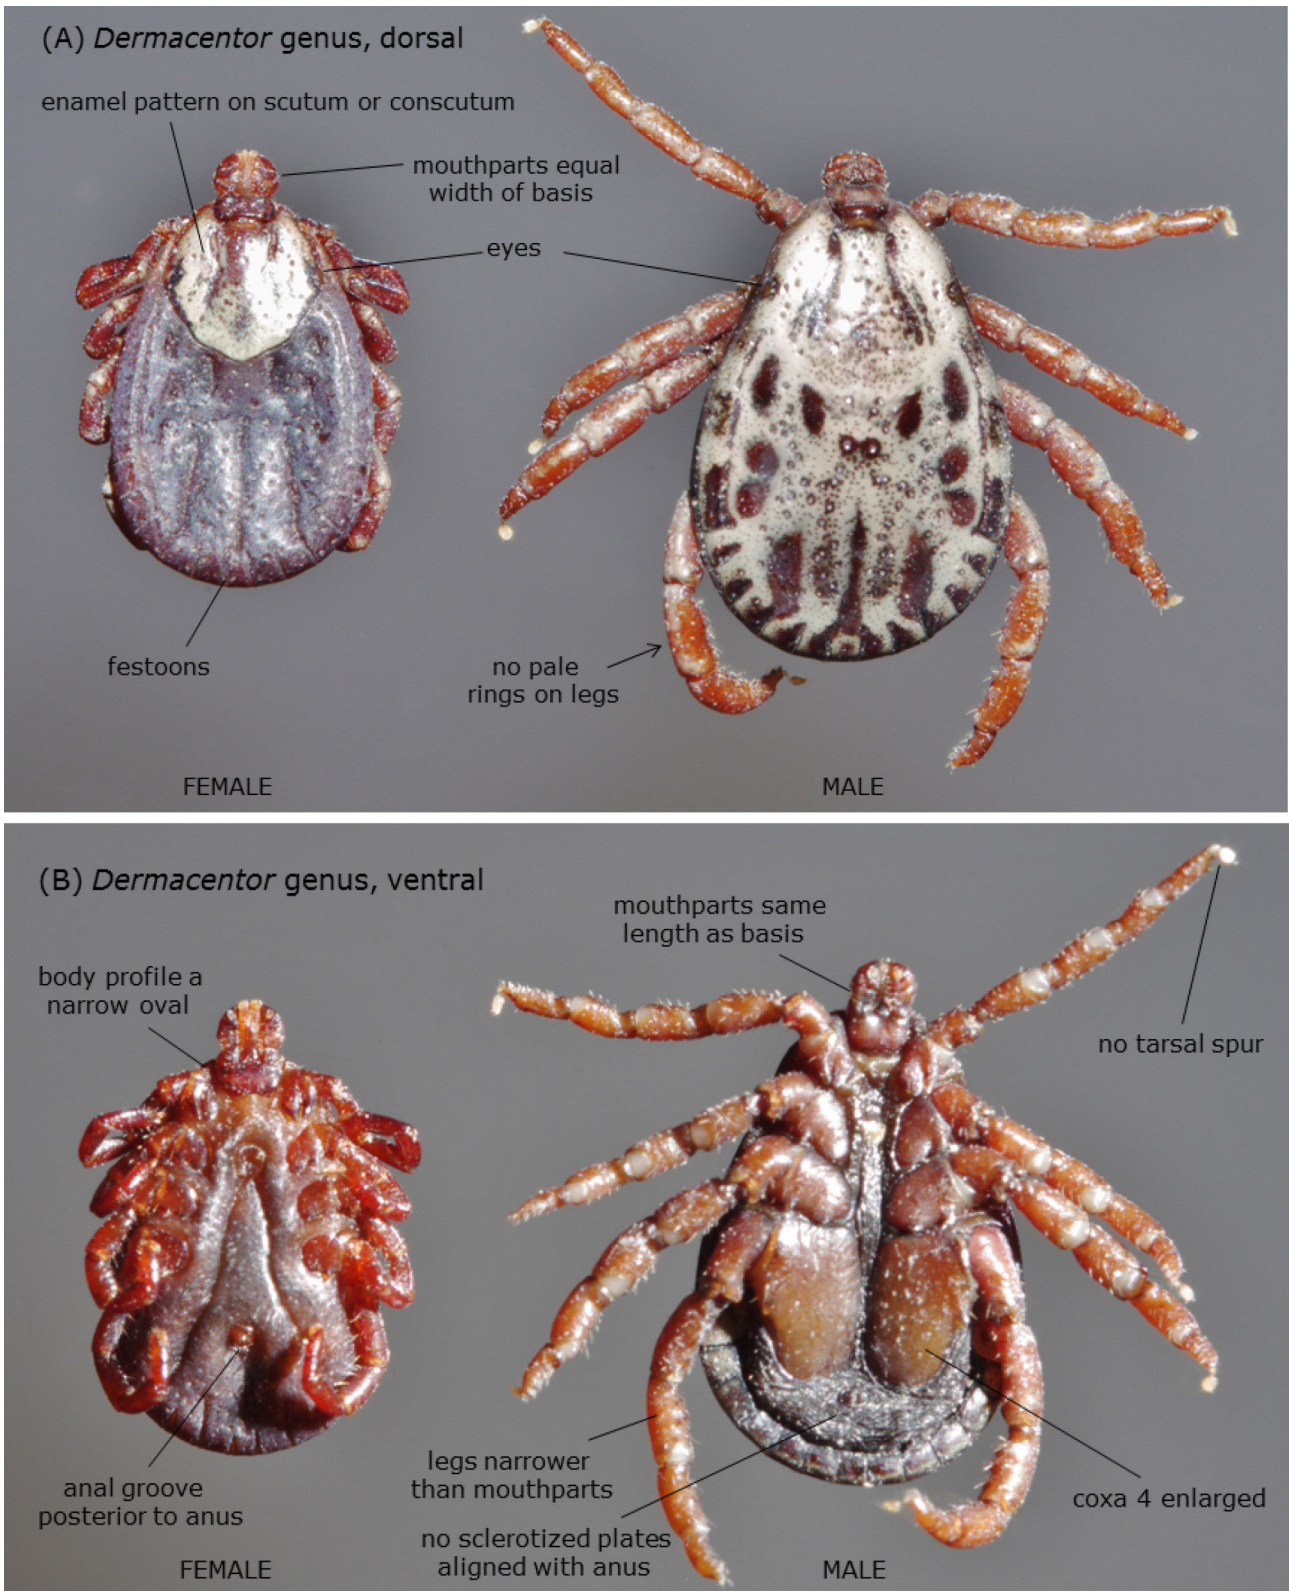 (A) Dermacentor genus, dorsal
enamel pattern on scutum or conscutum
mouthparts equal
width of basis
eyes
festoons
no pale
rings on legs
FEMALE
MALE
(B) Dermacentor genus, ventral
mouthparts same
length as basis
body profile a
narrow oval
no tarsal spur
anal groove
posterior to anus
legs narrower
than mouthparts
no sclerotized plates
aligned with anus
coxa 4 enlarged
FEMALE
MALE